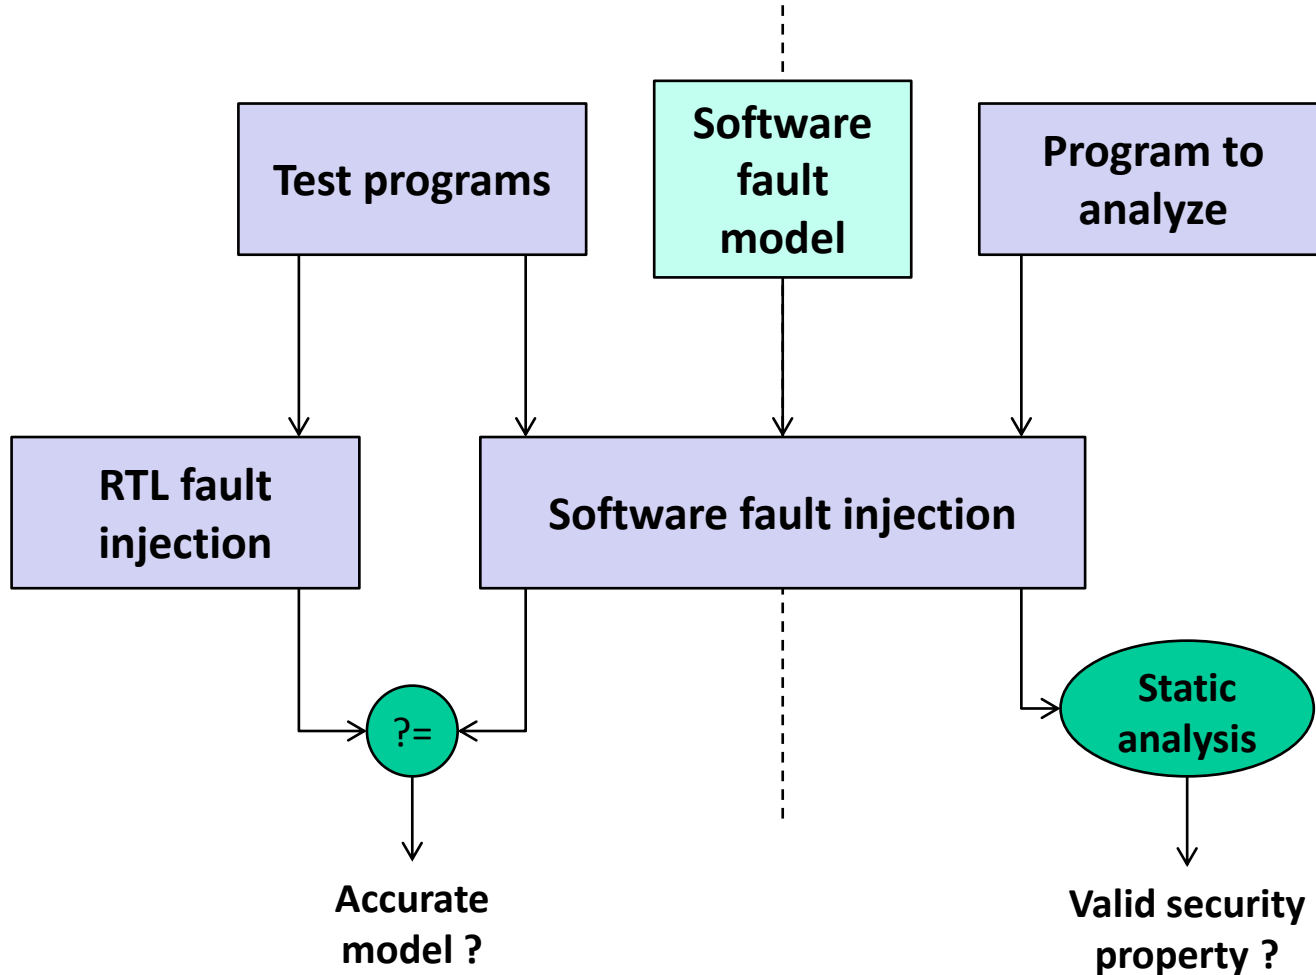 Test programs
Software
fault
model
Program to
analyze
RTL fault
injection
Software fault injection
?=
Static
analysis
Accurate
model ?
Valid security
property ?